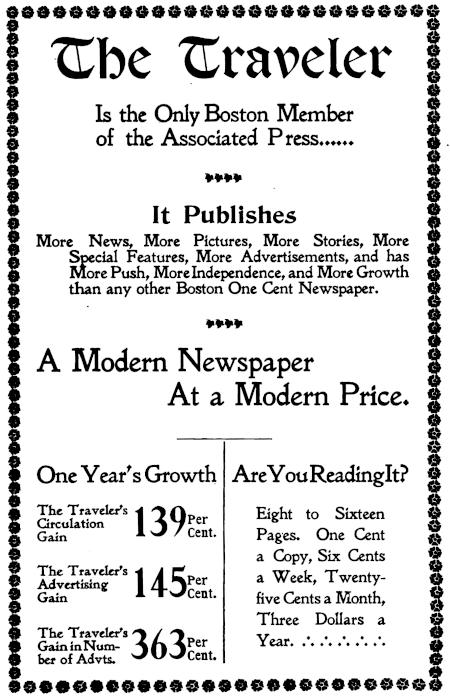 The Traveler
Is the Only Boston Member
of the Associated Press......
It Publishes
More News, More Pictures, More Stories, More
Special Features, More Advertisements, and has
More Push, More Independence, and More Growth
than any other Boston One Cent Newspaper.
A Modern Newspaper
At a Modern Price.
One Year's Growth
The Traveler's
Circulation
Gain
139 Per
Cent.
The Traveler's
Advertising
Gain
145 Per
Cent.
The Traveler's
Gain in Num-
ber of Advts.
363 Per
Cent.
Are You Reading It?
Eight to Sixteen
Pages. One Cent
a Copy, Six Cents
a Week, Twenty-
five Cents a Month,
Three Dollars a
Year. ∴ ∴ ∴ ∴